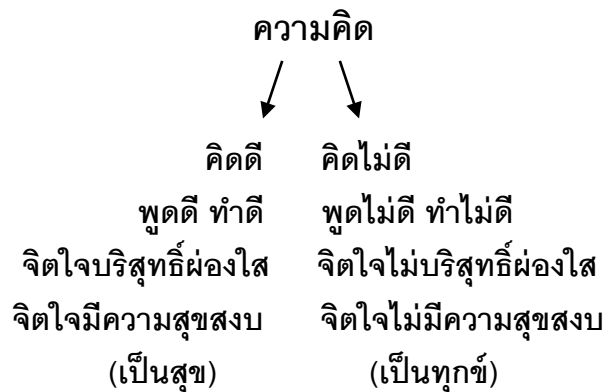 ความคิด
คิดดี คิดไม่ดี
พูดดี ทำดี พูดไม่ดี ทำไม่ดี
จิตใจบริสุทธิ์ผ่องใส จิตใจไม่บริสุทธิ์ผ่องใส
จิตใจมีความสุขสงบ จิตใจไม่มีความสุขสงบ
(เป็นสุข) (เป็นทุกข์)